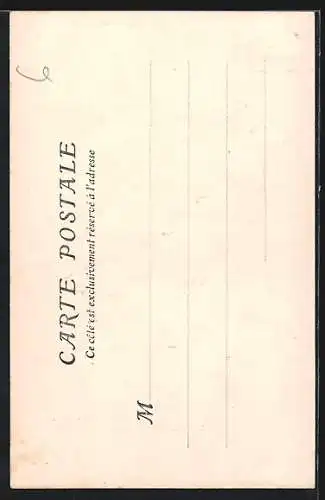 CARTE POSTALE
Ce côté est exclusivement réservé à l'adresse
M
6